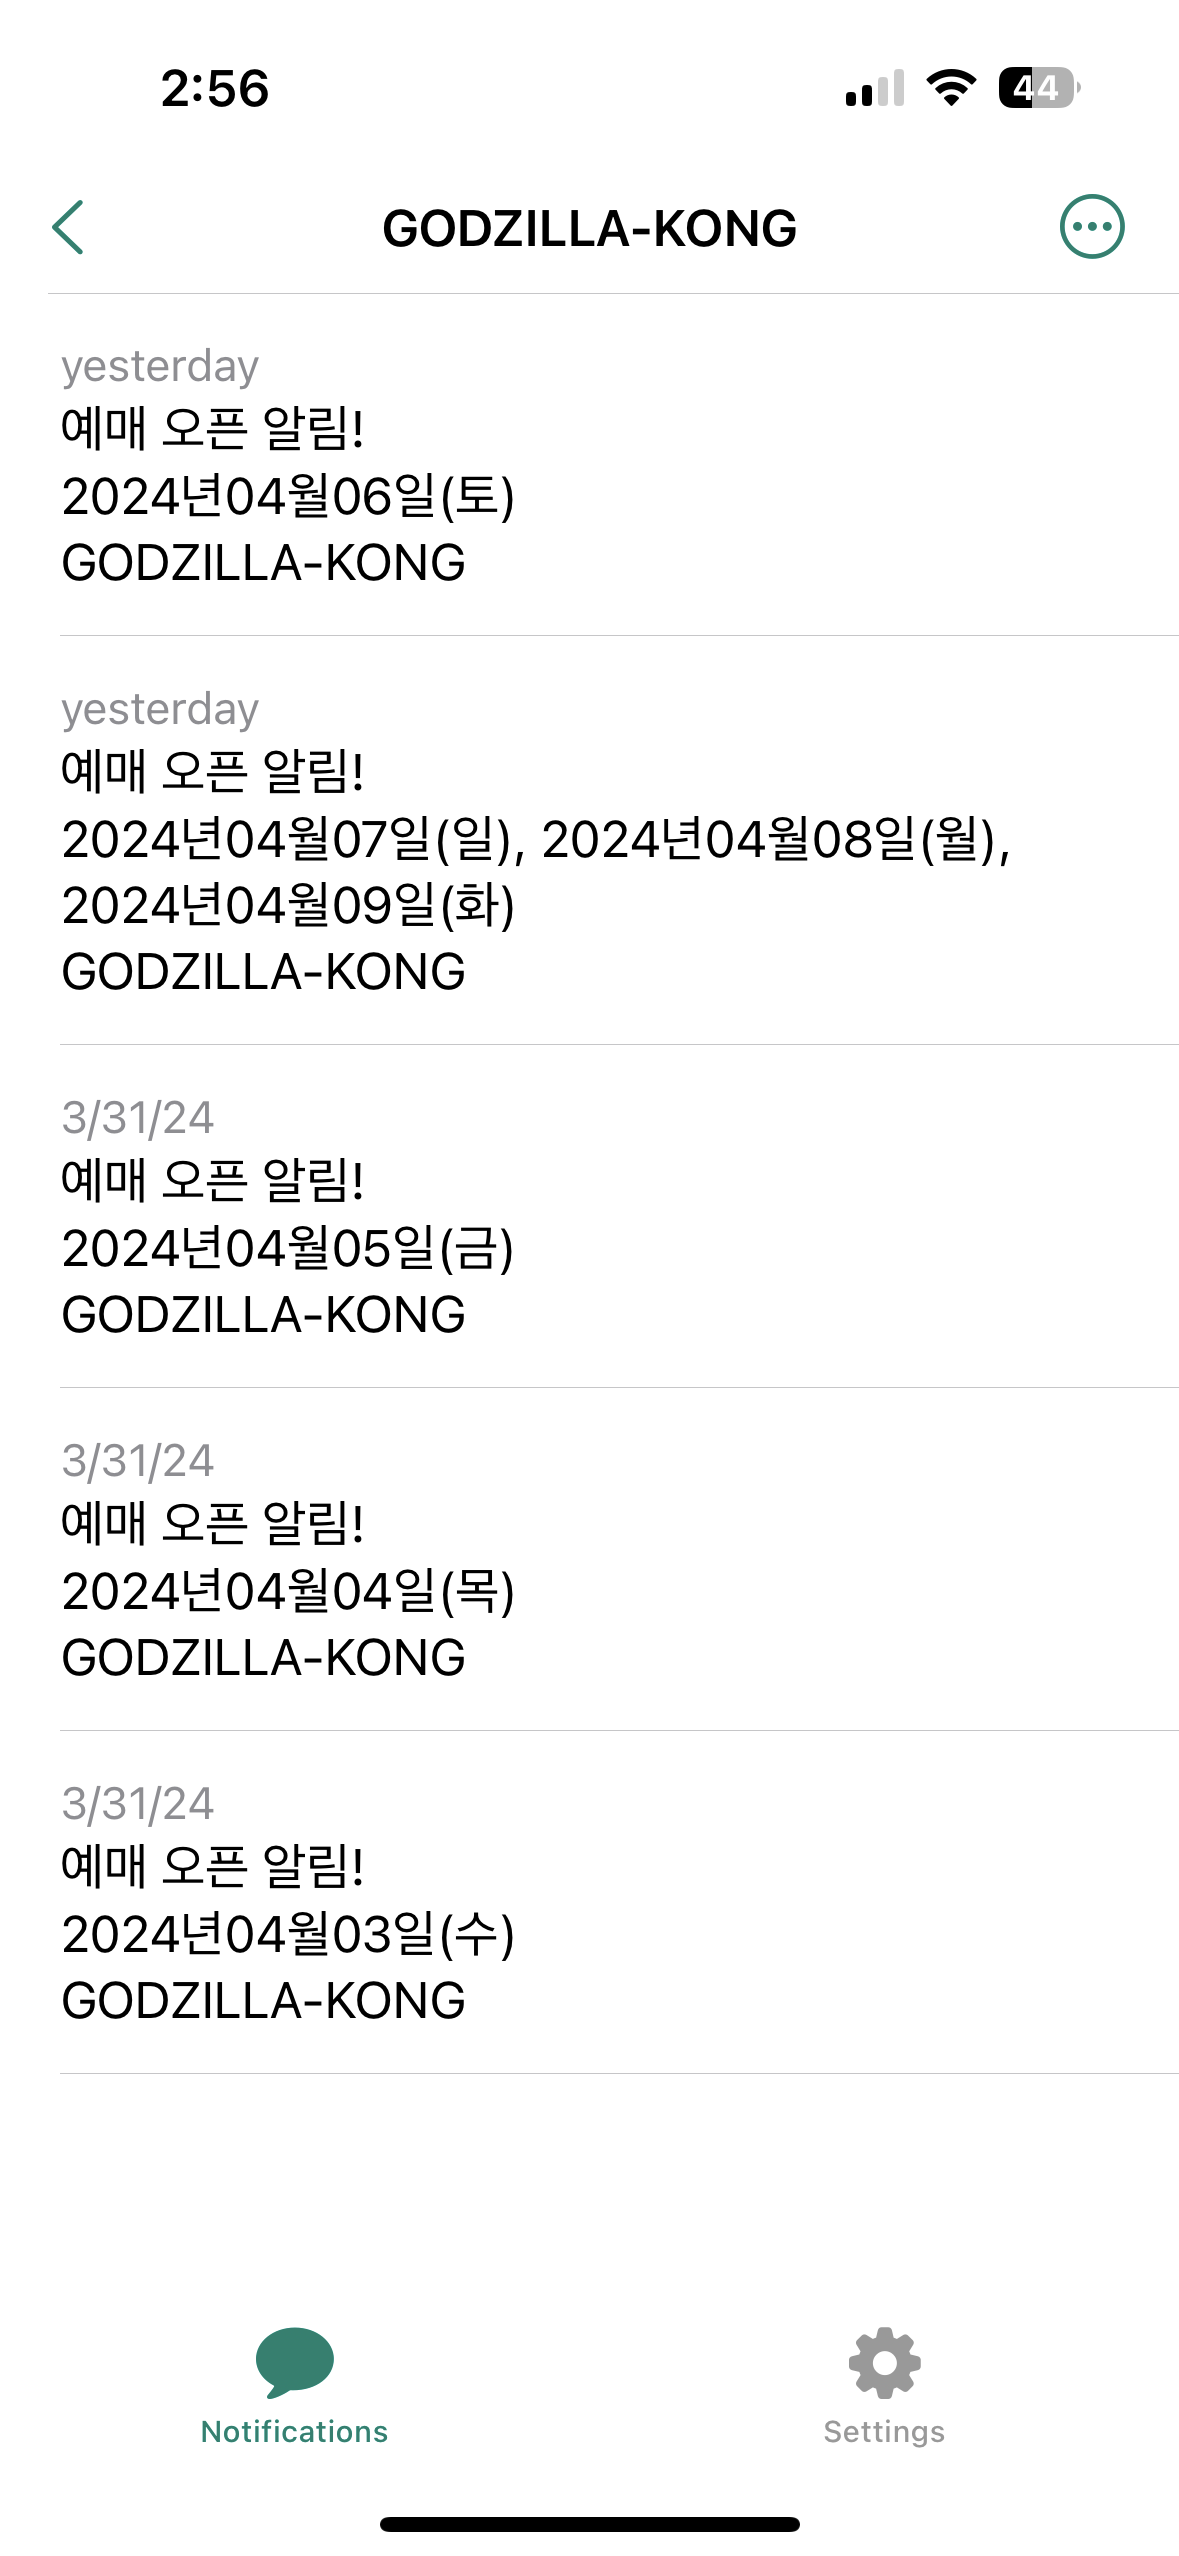 2:56
44
GODZILLA-KONG
yesterday
예매 오픈 알림!
2024년04월06일(토)
GODZILLA-KONG
yesterday
예매 오픈 알림!
2024년04월07일(일), 2024년04월08일(월),
2024년04월09일(화)
GODZILLA-KONG
3/31/24
예매 오픈 알림!
2024년04월05일(금)
GODZILLA-KONG
3/31/24
예매 오픈 알림!
2024년04월04일(목)
GODZILLA-KONG
3/31/24
예매 오픈 알림!
2024년04월03일(수)
GODZILLA-KONG
Notifications
Settings